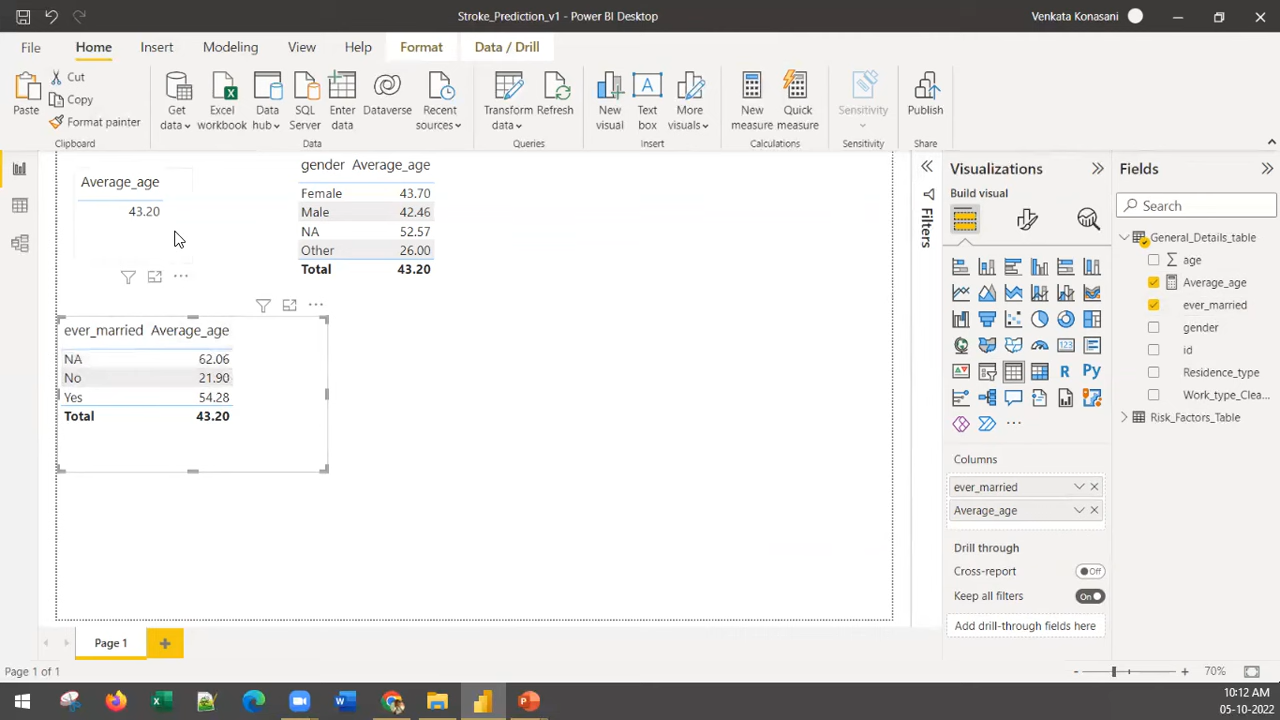 Stroke_Prediction_v1 - Power BI Desktop
Venkata Konasani
File Home Insert Modeling View Help Format Data / Drill
Paste
Cut
Copy
Format painter
Clipboard
Get data
Excel workbook
Data hub
SQL Server
Enter data
Dataverse
Recent sources
Data
Transform data
Refresh
Queries
New visual
Text box
More visuals
Insert
New measure
Quick measure
Calculations
Sensitivity
Sensitivity
Publish
Share
Average_age
43.20
gender Average_age
Female 43.70
Male 42.46
NA 52.57
Other 26.00
Total 43.20
ever_married Average_age
NA 62.06
No 21.90
Yes 54.28
Total 43.20
Filters
Visualizations
Build visual
R
Py
123
Columns
ever_married
Average_age
Drill through
Cross-report Off
Keep all filters On
Add drill-through fields here
Fields
Search
General_Details_table
age
Average_age
ever_married
gender
id
Residence_type
Work_type_Clea...
Risk_Factors_Table
Page 1
Page 1 of 1
70%
10:12 AM
05-10-2022